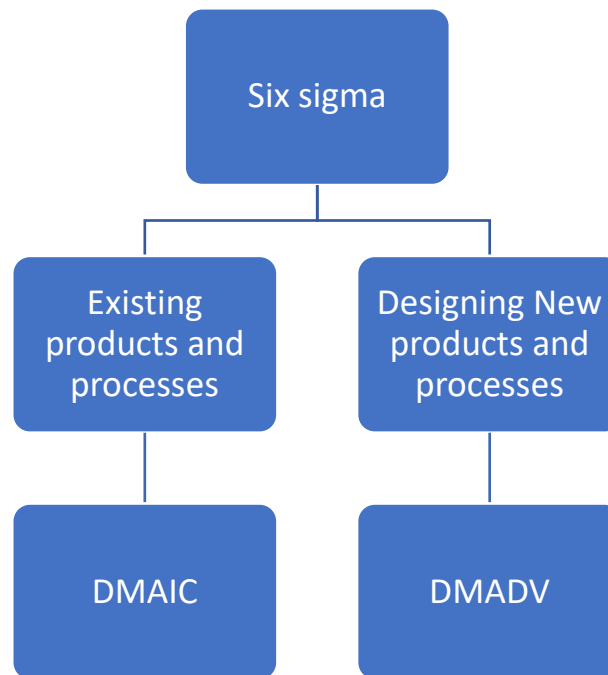 Six sigma
Existing
products and
processes
Designing New
products and
processes
DMAIC
DMADV